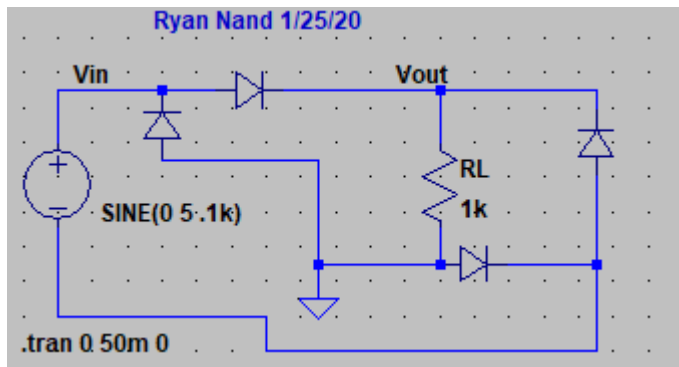 Ryan Nand 1/25/20
Vin
Vout
+
RL
1k
-
SINE(0 5 .1k)
.tran 0 50m 0